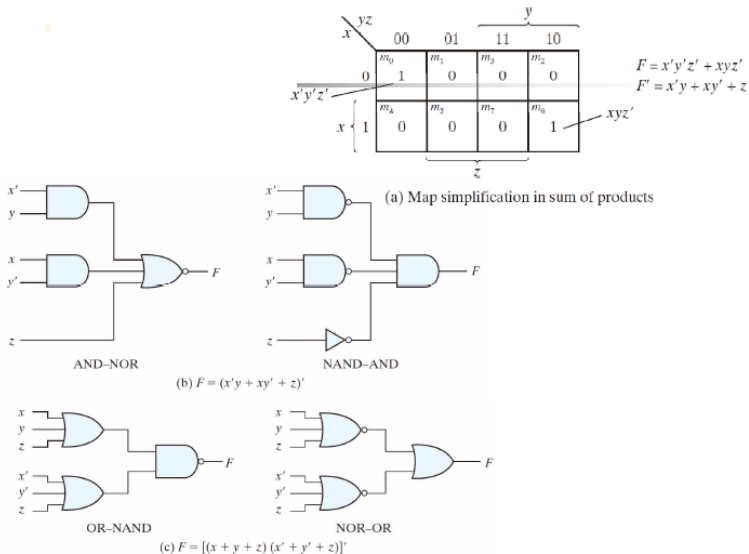 y
yz
x
00 01 11 10
m₀ m₁ m₃ m₂
0 1 0 0 0
F = x'y'z' + xyz'
F' = x'y + xy' + z
x'y'z'
m₄ m₅ m₇ m₆
x 1 0 0 0 1
xyz'
z
(a) Map simplification in sum of products
x' x'
y y
x x
y' y'
F F
z z
AND–NOR NAND–AND
(b) F = (x'y + xy' + z)'
x x
y y
z z
F F
x' x'
y' y'
z z
OR–NAND NOR–OR
(c) F = [(x + y + z) (x' + y' + z)]'